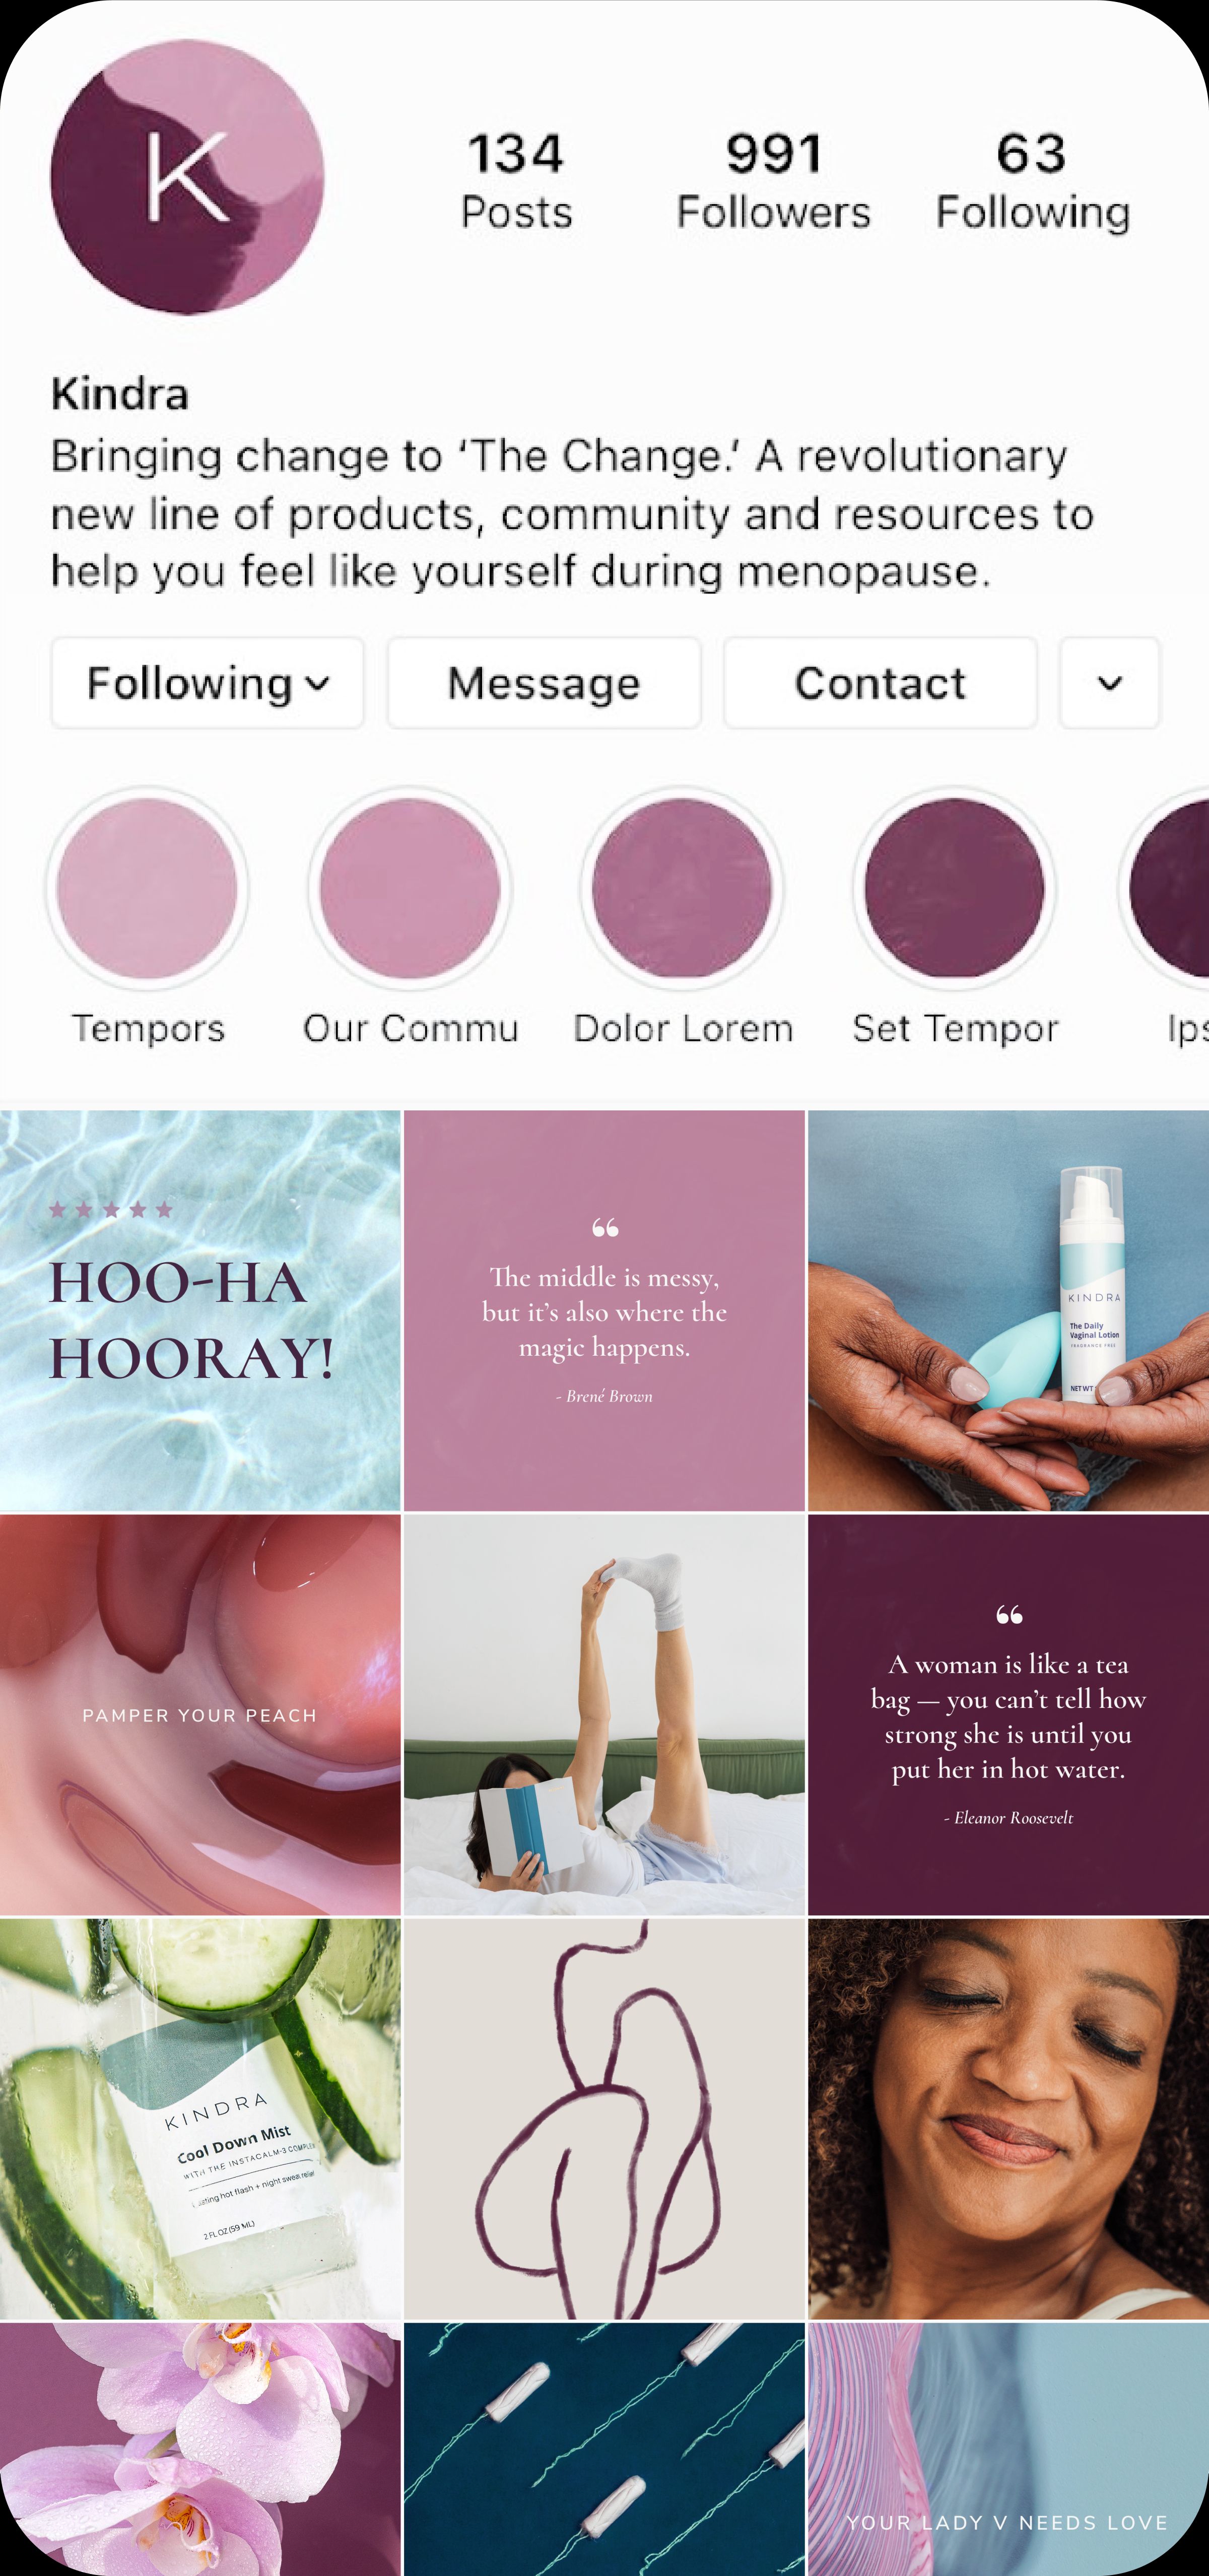 K
134 991 63
Posts Followers Following
Kindra
Bringing change to ‘The Change.’ A revolutionary
new line of products, community and resources to
help you feel like yourself during menopause.
Following Message Contact
Tempors Our Commu Dolor Lorem Set Tempor Ips
HOO-HA
HOORAY!
“
The middle is messy,
but it’s also where the
magic happens.
- Brené Brown
KINDRA
The Daily
Vaginal Lotion
FRAGRANCE FREE
NET WT
PAMPER YOUR PEACH
“
A woman is like a tea
bag — you can’t tell how
strong she is until you
put her in hot water.
- Eleanor Roosevelt
KINDRA
Cool Down Mist
WITH THE INSTACALM-3 COMPLEX
hot flash + night sweat relief
2 FL OZ (59 ML)
YOUR LADY V NEEDS LOVE